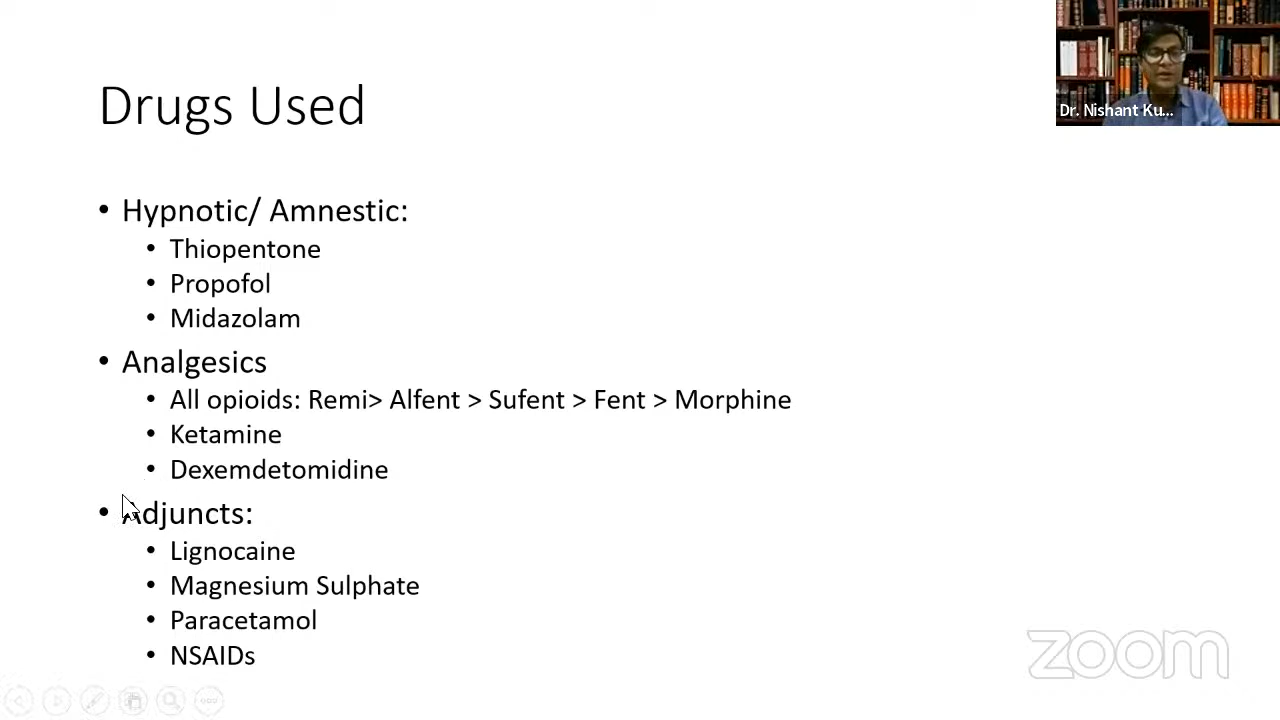 Drugs Used
Dr. Nishant Ku...
• Hypnotic/ Amnestic:
• Thiopentone
• Propofol
• Midazolam
• Analgesics
• All opioids: Remi> Alfent > Sufent > Fent > Morphine
• Ketamine
• Dexemdetomidine
• Adjuncts:
• Lignocaine
• Magnesium Sulphate
• Paracetamol
• NSAIDs
zoom